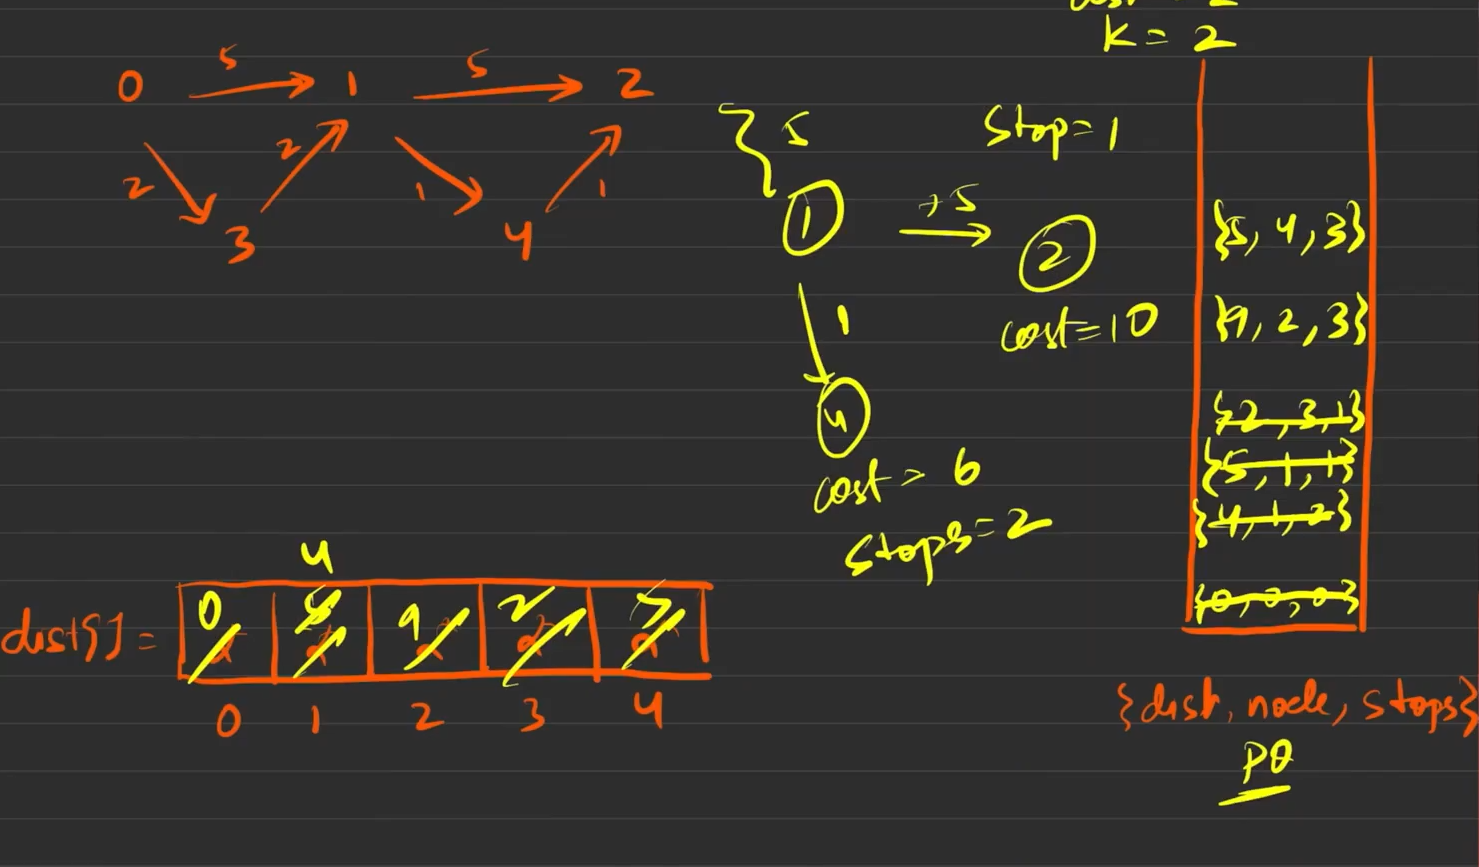 K = 2
0 5 1 5 2
2 2 1 1
3 4
5
1 +5 2
Stop=1
cost=10
1
4
cost > 6
stops=2
{5, 4, 3}
{9, 2, 3}
{2, 3, 1}
{5, 1, 1}
{4, 1, 2}
{0, 0, 0}
{dist, node, stops}
PQ
4
dist[] = 0 5 9 2
0 1 2 3 4